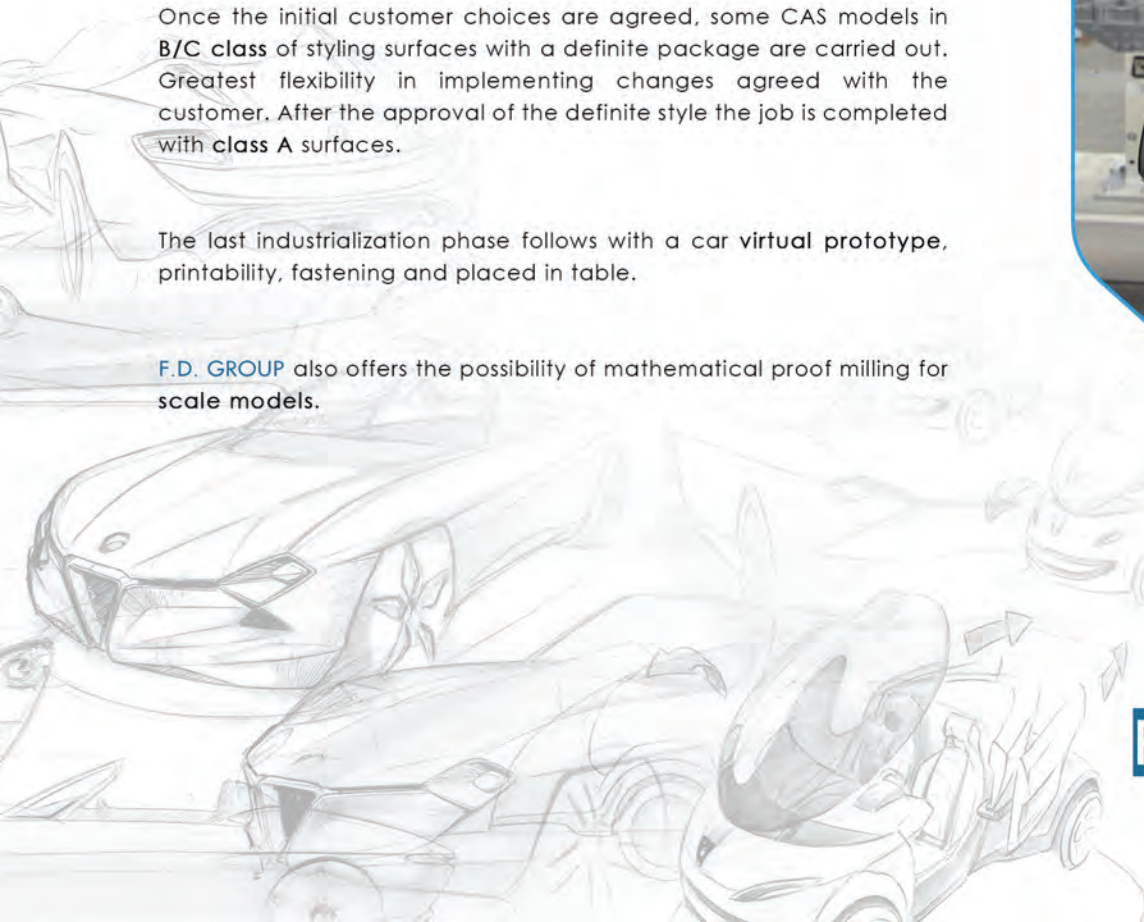 Once the initial customer choices are agreed, some CAS models in
B/C class of styling surfaces with a definite package are carried out.
Greatest flexibility in implementing changes agreed with the
customer. After the approval of the definite style the job is completed
with class A surfaces.
The last industrialization phase follows with a car virtual prototype,
printability, fastening and placed in table.
F.D. GROUP also offers the possibility of mathematical proof milling for
scale models.